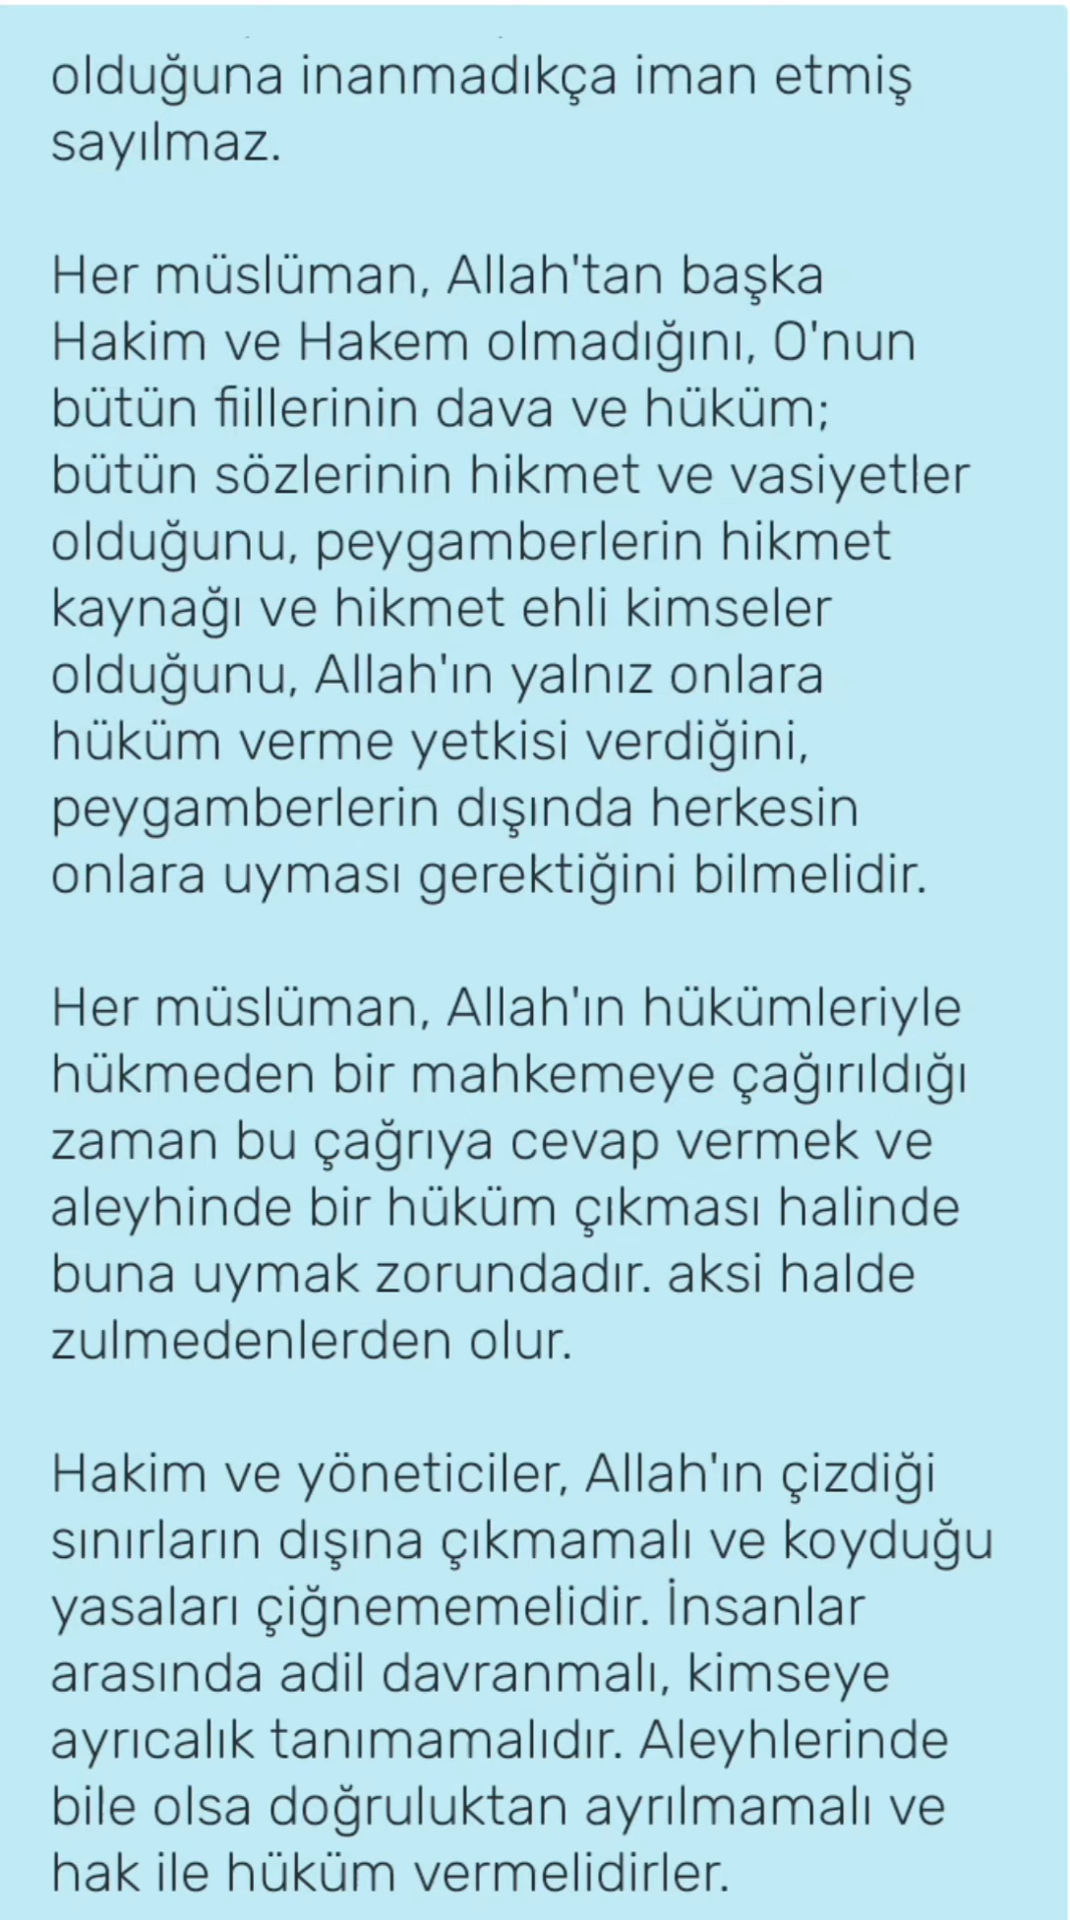 olduğuna inanmadıkça iman etmiş
sayılmaz.
Her müslüman, Allah'tan başka
Hakim ve Hakem olmadığını, O'nun
bütün fiillerinin dava ve hüküm;
bütün sözlerinin hikmet ve vasiyetler
olduğunu, peygamberlerin hikmet
kaynağı ve hikmet ehli kimseler
olduğunu, Allah'ın yalnız onlara
hüküm verme yetkisi verdiğini,
peygamberlerin dışında herkesin
onlara uyması gerektiğini bilmelidir.
Her müslüman, Allah'ın hükümleriyle
hükmeden bir mahkemeye çağırıldığı
zaman bu çağrıya cevap vermek ve
aleyhinde bir hüküm çıkması halinde
buna uymak zorundadır. aksi halde
zulmedenlerden olur.
Hakim ve yöneticiler, Allah'ın çizdiği
sınırların dışına çıkmamalı ve koyduğu
yasaları çiğnememelidir. İnsanlar
arasında adil davranmalı, kimseye
ayrıcalık tanımamalıdır. Aleyhlerinde
bile olsa doğruluktan ayrılmamalı ve
hak ile hüküm vermelidirler.